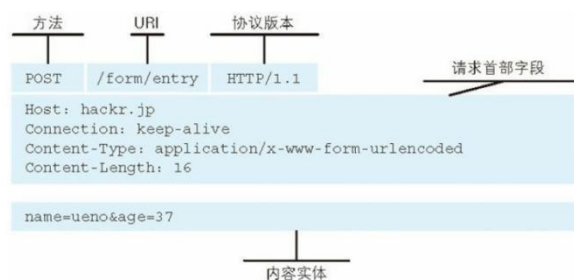 方法 URI 协议版本
请求首部字段
POST /form/entry HTTP/1.1
Host: hackr.jp
Connection: keep-alive
Content-Type: application/x-www-form-urlencoded
Content-Length: 16
name=ueno&age=37
内容实体